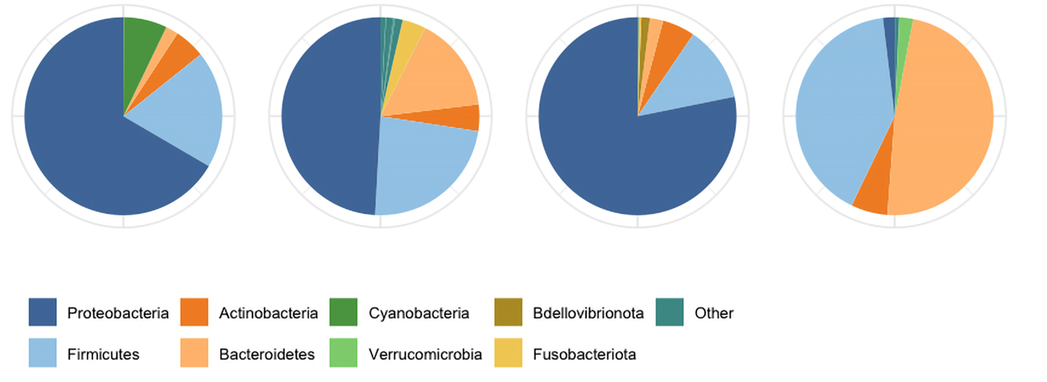 Proteobacteria Actinobacteria Cyanobacteria Bdellovibrionota Other
Firmicutes Bacteroidetes Verrucomicrobia Fusobacteriota